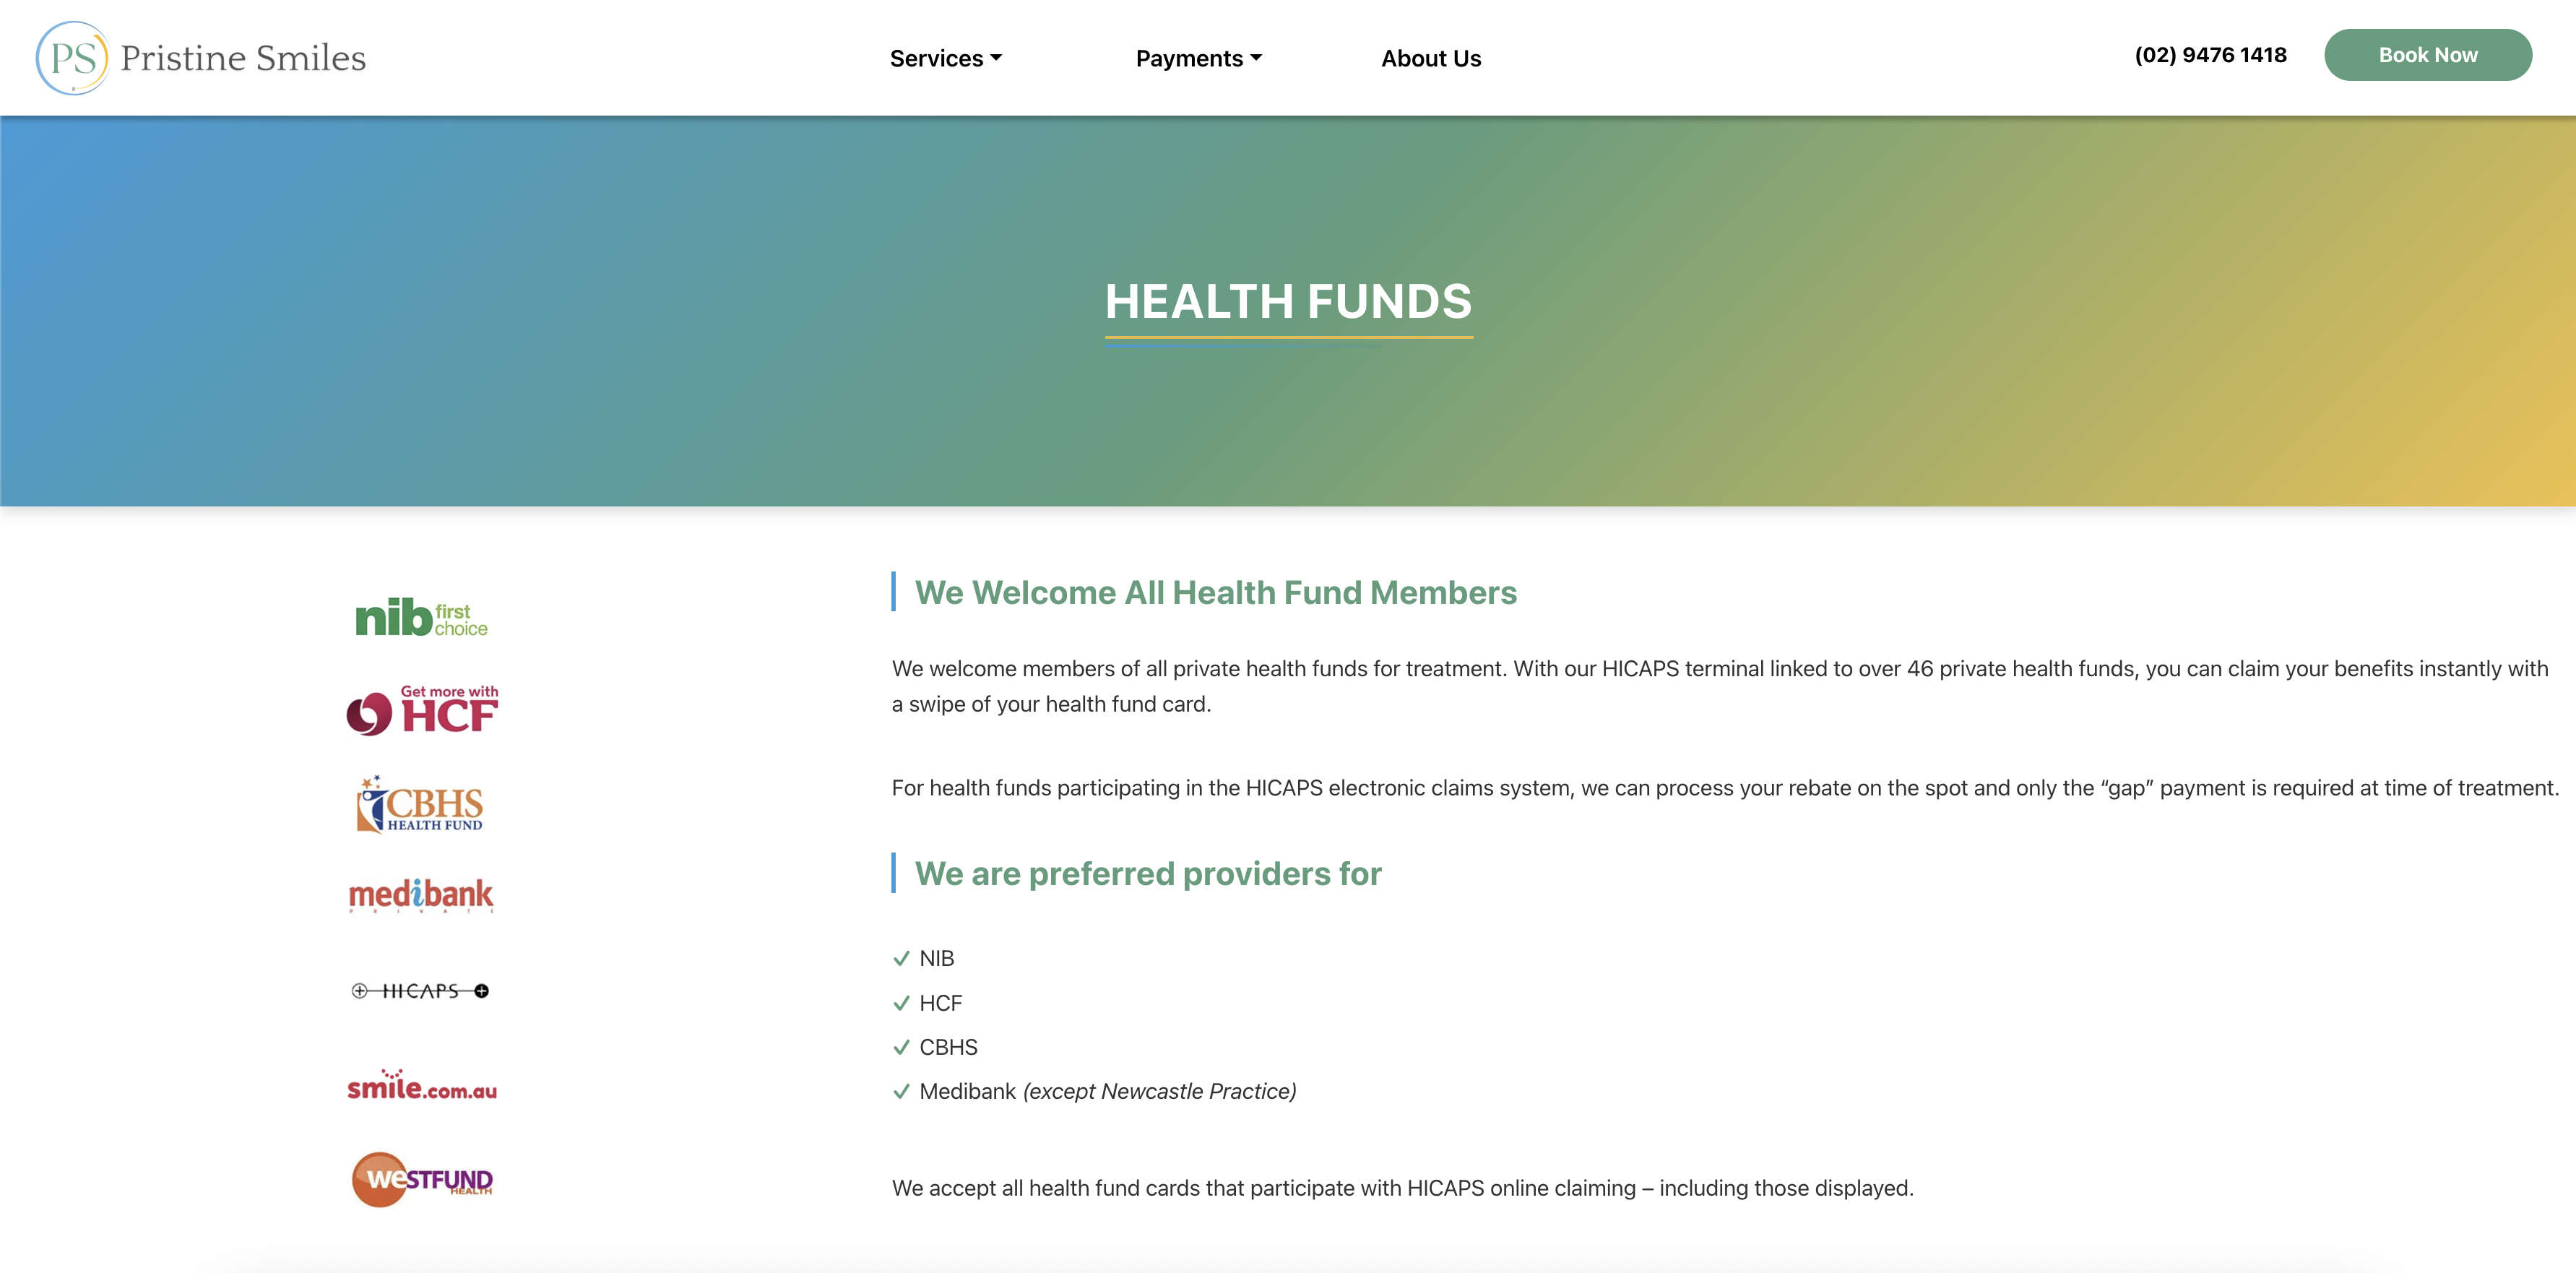 PS Pristine Smiles
Services
Payments
About Us
(02) 9476 1418
Book Now
HEALTH FUNDS
nib first choice
Get more with
HCF
CBHS
HEALTH FUND
medibank
PRIVATE
HICAPS
smile.com.au
weSTFUND
HEALTH
We Welcome All Health Fund Members
We welcome members of all private health funds for treatment. With our HICAPS terminal linked to over 46 private health funds, you can claim your benefits instantly with
a swipe of your health fund card.
For health funds participating in the HICAPS electronic claims system, we can process your rebate on the spot and only the “gap” payment is required at time of treatment.
We are preferred providers for
NIB
HCF
CBHS
Medibank (except Newcastle Practice)
We accept all health fund cards that participate with HICAPS online claiming – including those displayed.